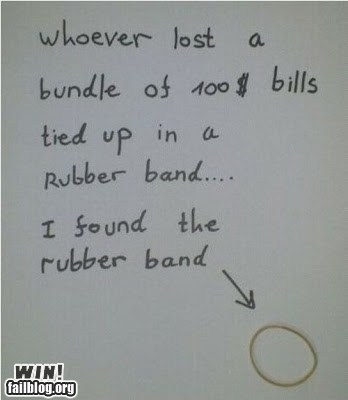 whoever lost a
bundle of 100$ bills
tied up in a
Rubber band....
I found the
rubber band
WIN!
failblog.org